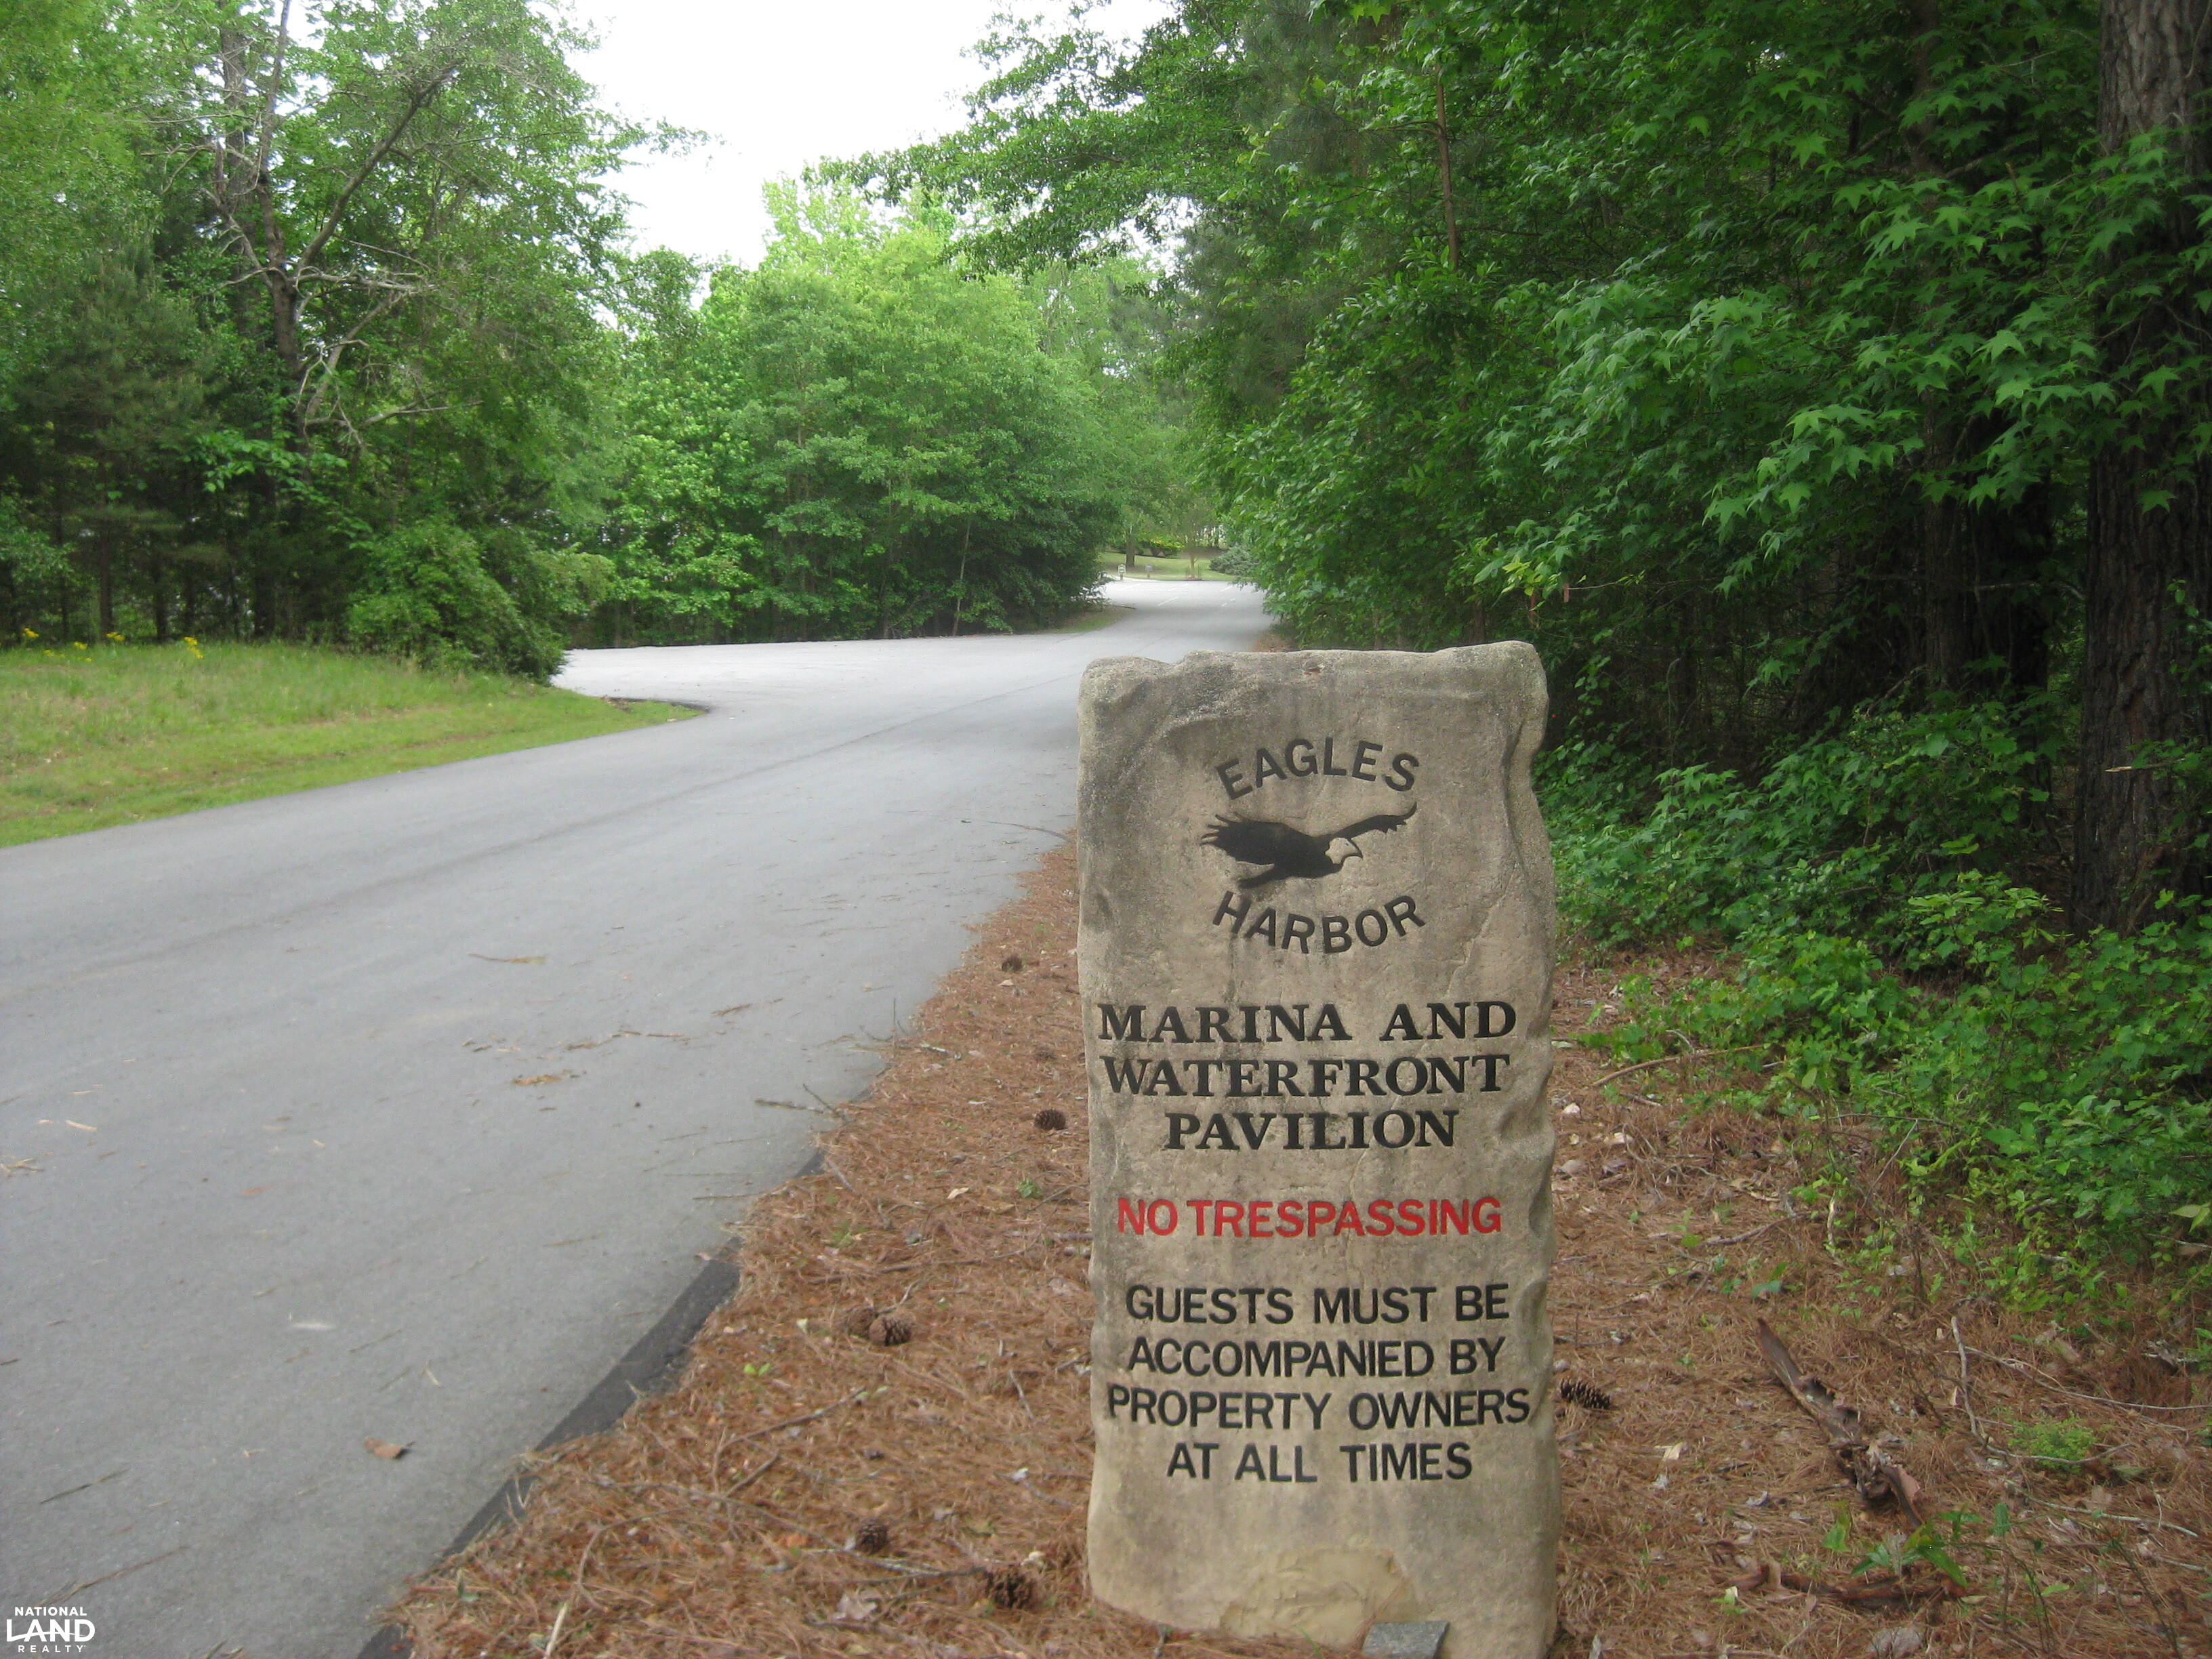 EAGLES
HARBOR
MARINA AND
WATERFRONT
PAVILION
NO TRESPASSING
GUESTS MUST BE
ACCOMPANIED BY
PROPERTY OWNERS
AT ALL TIMES
NATIONAL
LAND
REALTY